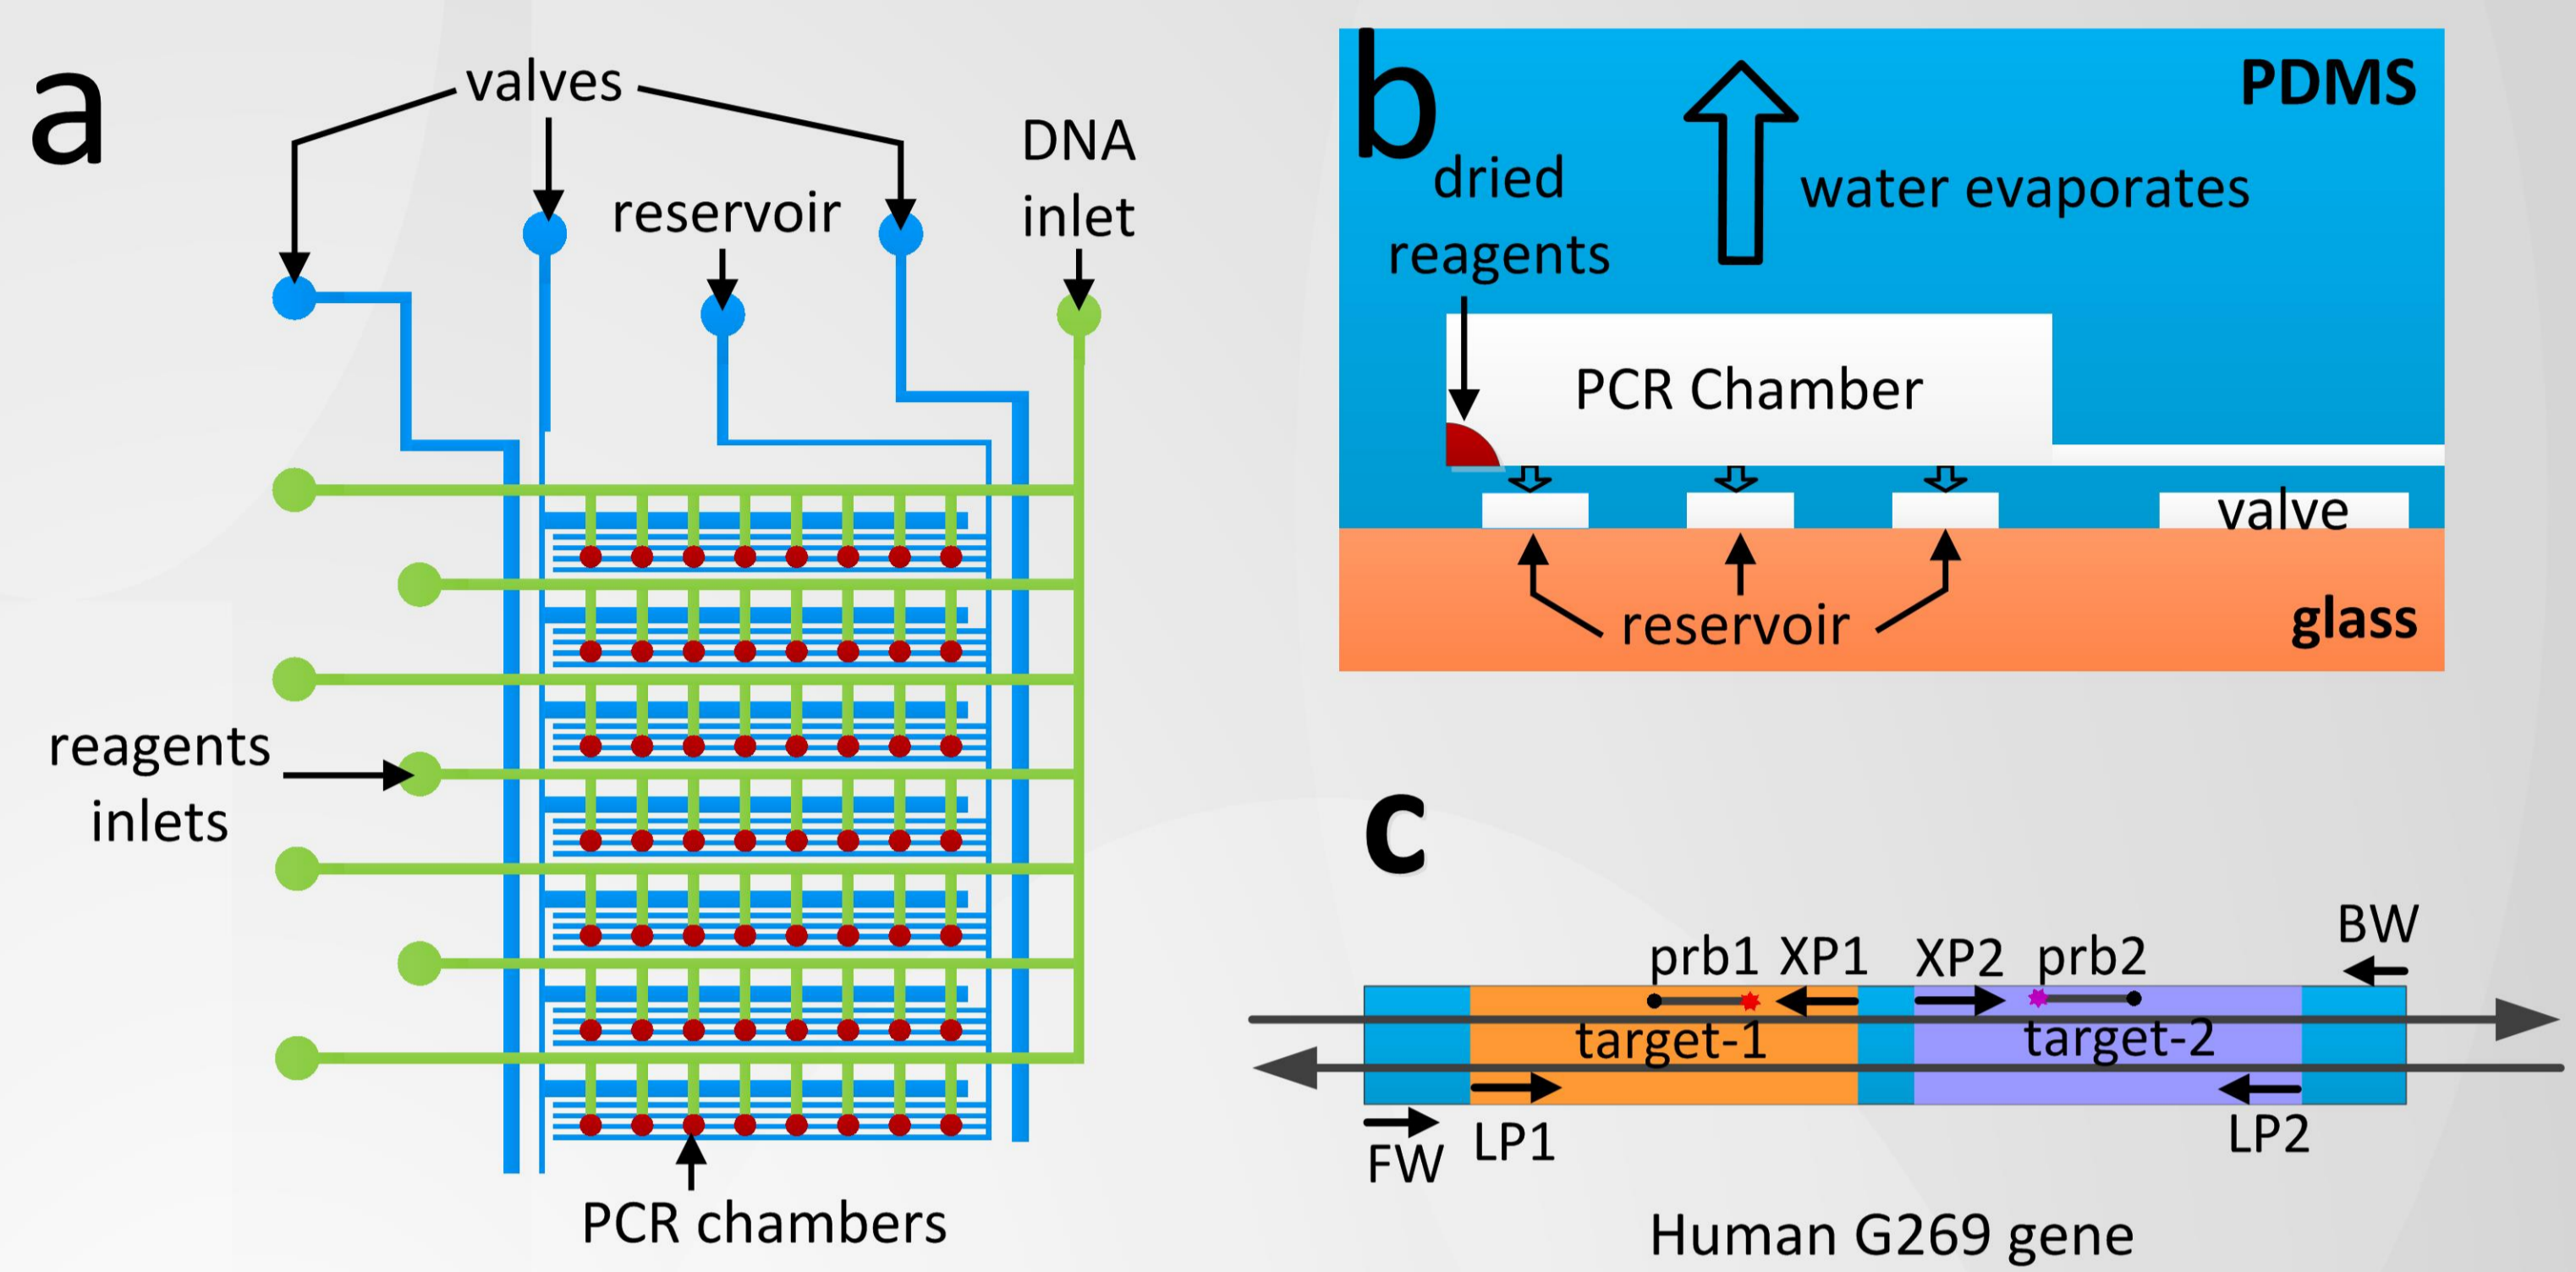 a
valves
reservoir
DNA
inlet
reagents
inlets
PCR chambers
b
PDMS
dried
reagents
water evaporates
PCR Chamber
valve
reservoir
glass
c
prb1 XP1 XP2 prb2 BW
target-1 target-2
FW LP1 LP2
Human G269 gene